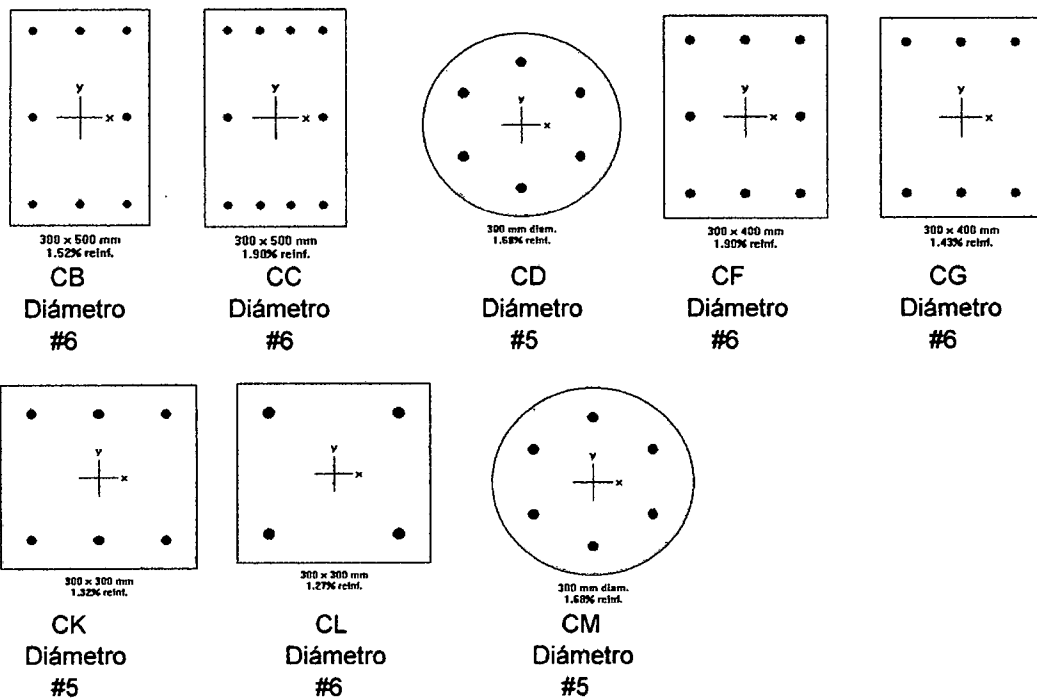 y
x
300 x 500 mm
1.52% reinf.
CB
Diámetro
#6
y
x
300 x 500 mm
1.90% reinf.
CC
Diámetro
#6
y
x
300 mm diam.
1.68% reinf.
CD
Diámetro
#5
y
x
300 x 400 mm
1.90% reinf.
CF
Diámetro
#6
y
x
300 x 400 mm
1.43% reinf.
CG
Diámetro
#6
y
x
300 x 300 mm
1.32% reinf.
CK
Diámetro
#5
y
x
300 x 300 mm
1.27% reinf.
CL
Diámetro
#6
y
x
300 mm diam.
1.68% reinf.
CM
Diámetro
#5